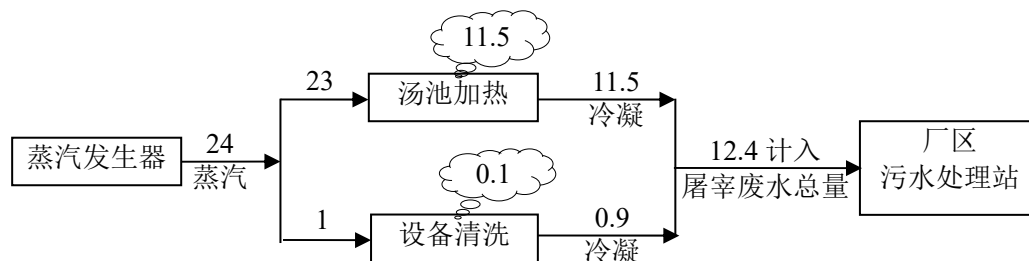 11.5
23
汤池加热
11.5
冷凝
蒸汽发生器
24
蒸汽
0.1
12.4 计入
屠宰废水总量
厂区
污水处理站
1
设备清洗
0.9
冷凝